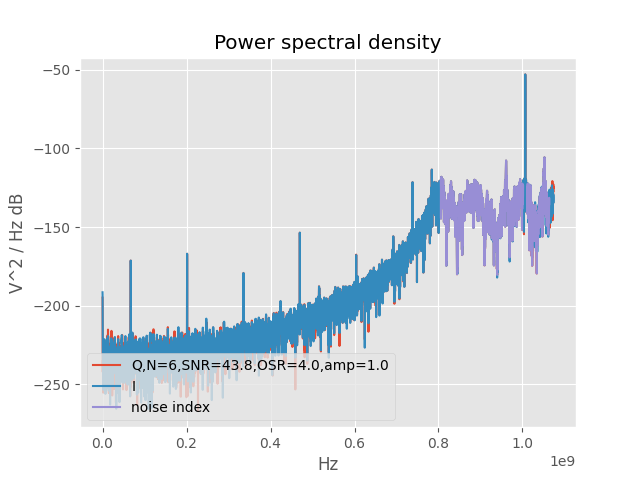 Power spectral density
V^2 / Hz dB
−50
−100
−150
−200
−250
Q,N=6,SNR=43.8,OSR=4.0,amp=1.0
I
noise index
0.0 0.2 0.4 0.6 0.8 1.0
1e9
Hz